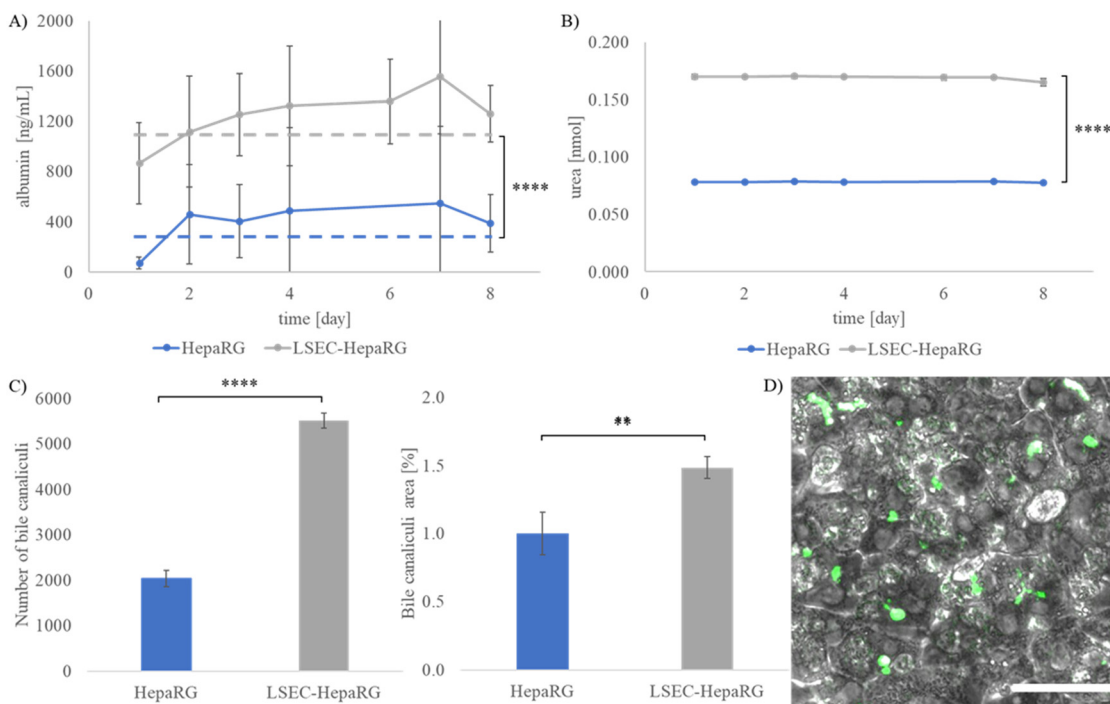 A)
albumin [ng/mL]
2000
1600
1200
800
400
0
0 2 4 6 8
time [day]
****
HepaRG LSEC-HepaRG
B)
urea [nmol]
0.200
0.150
0.100
0.050
0.000
0 2 4 6 8
time [day]
****
HepaRG LSEC-HepaRG
C)
Number of bile canaliculi
6000
5000
4000
3000
2000
1000
0
****
HepaRG LSEC-HepaRG
Bile canaliculi area [%]
2.0
1.5
1.0
0.5
0.0
**
HepaRG LSEC-HepaRG
D)